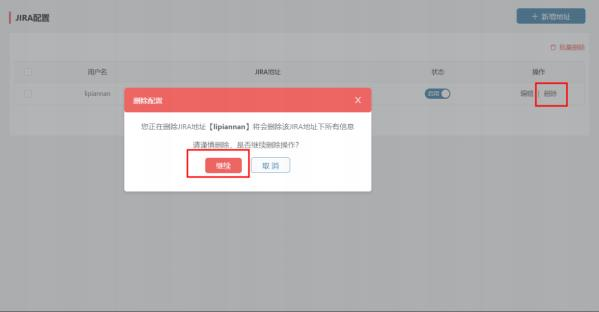 JIRA配置
+ 新增地址
批量删除
用户名 JIRA地址 状态 操作
lipiannan 启用 编辑 | 删除
删除配置 X
您正在删除JIRA地址【lipiannan】将会删除该JIRA地址下所有信息
请谨慎删除，是否继续删除操作？
继续 取消